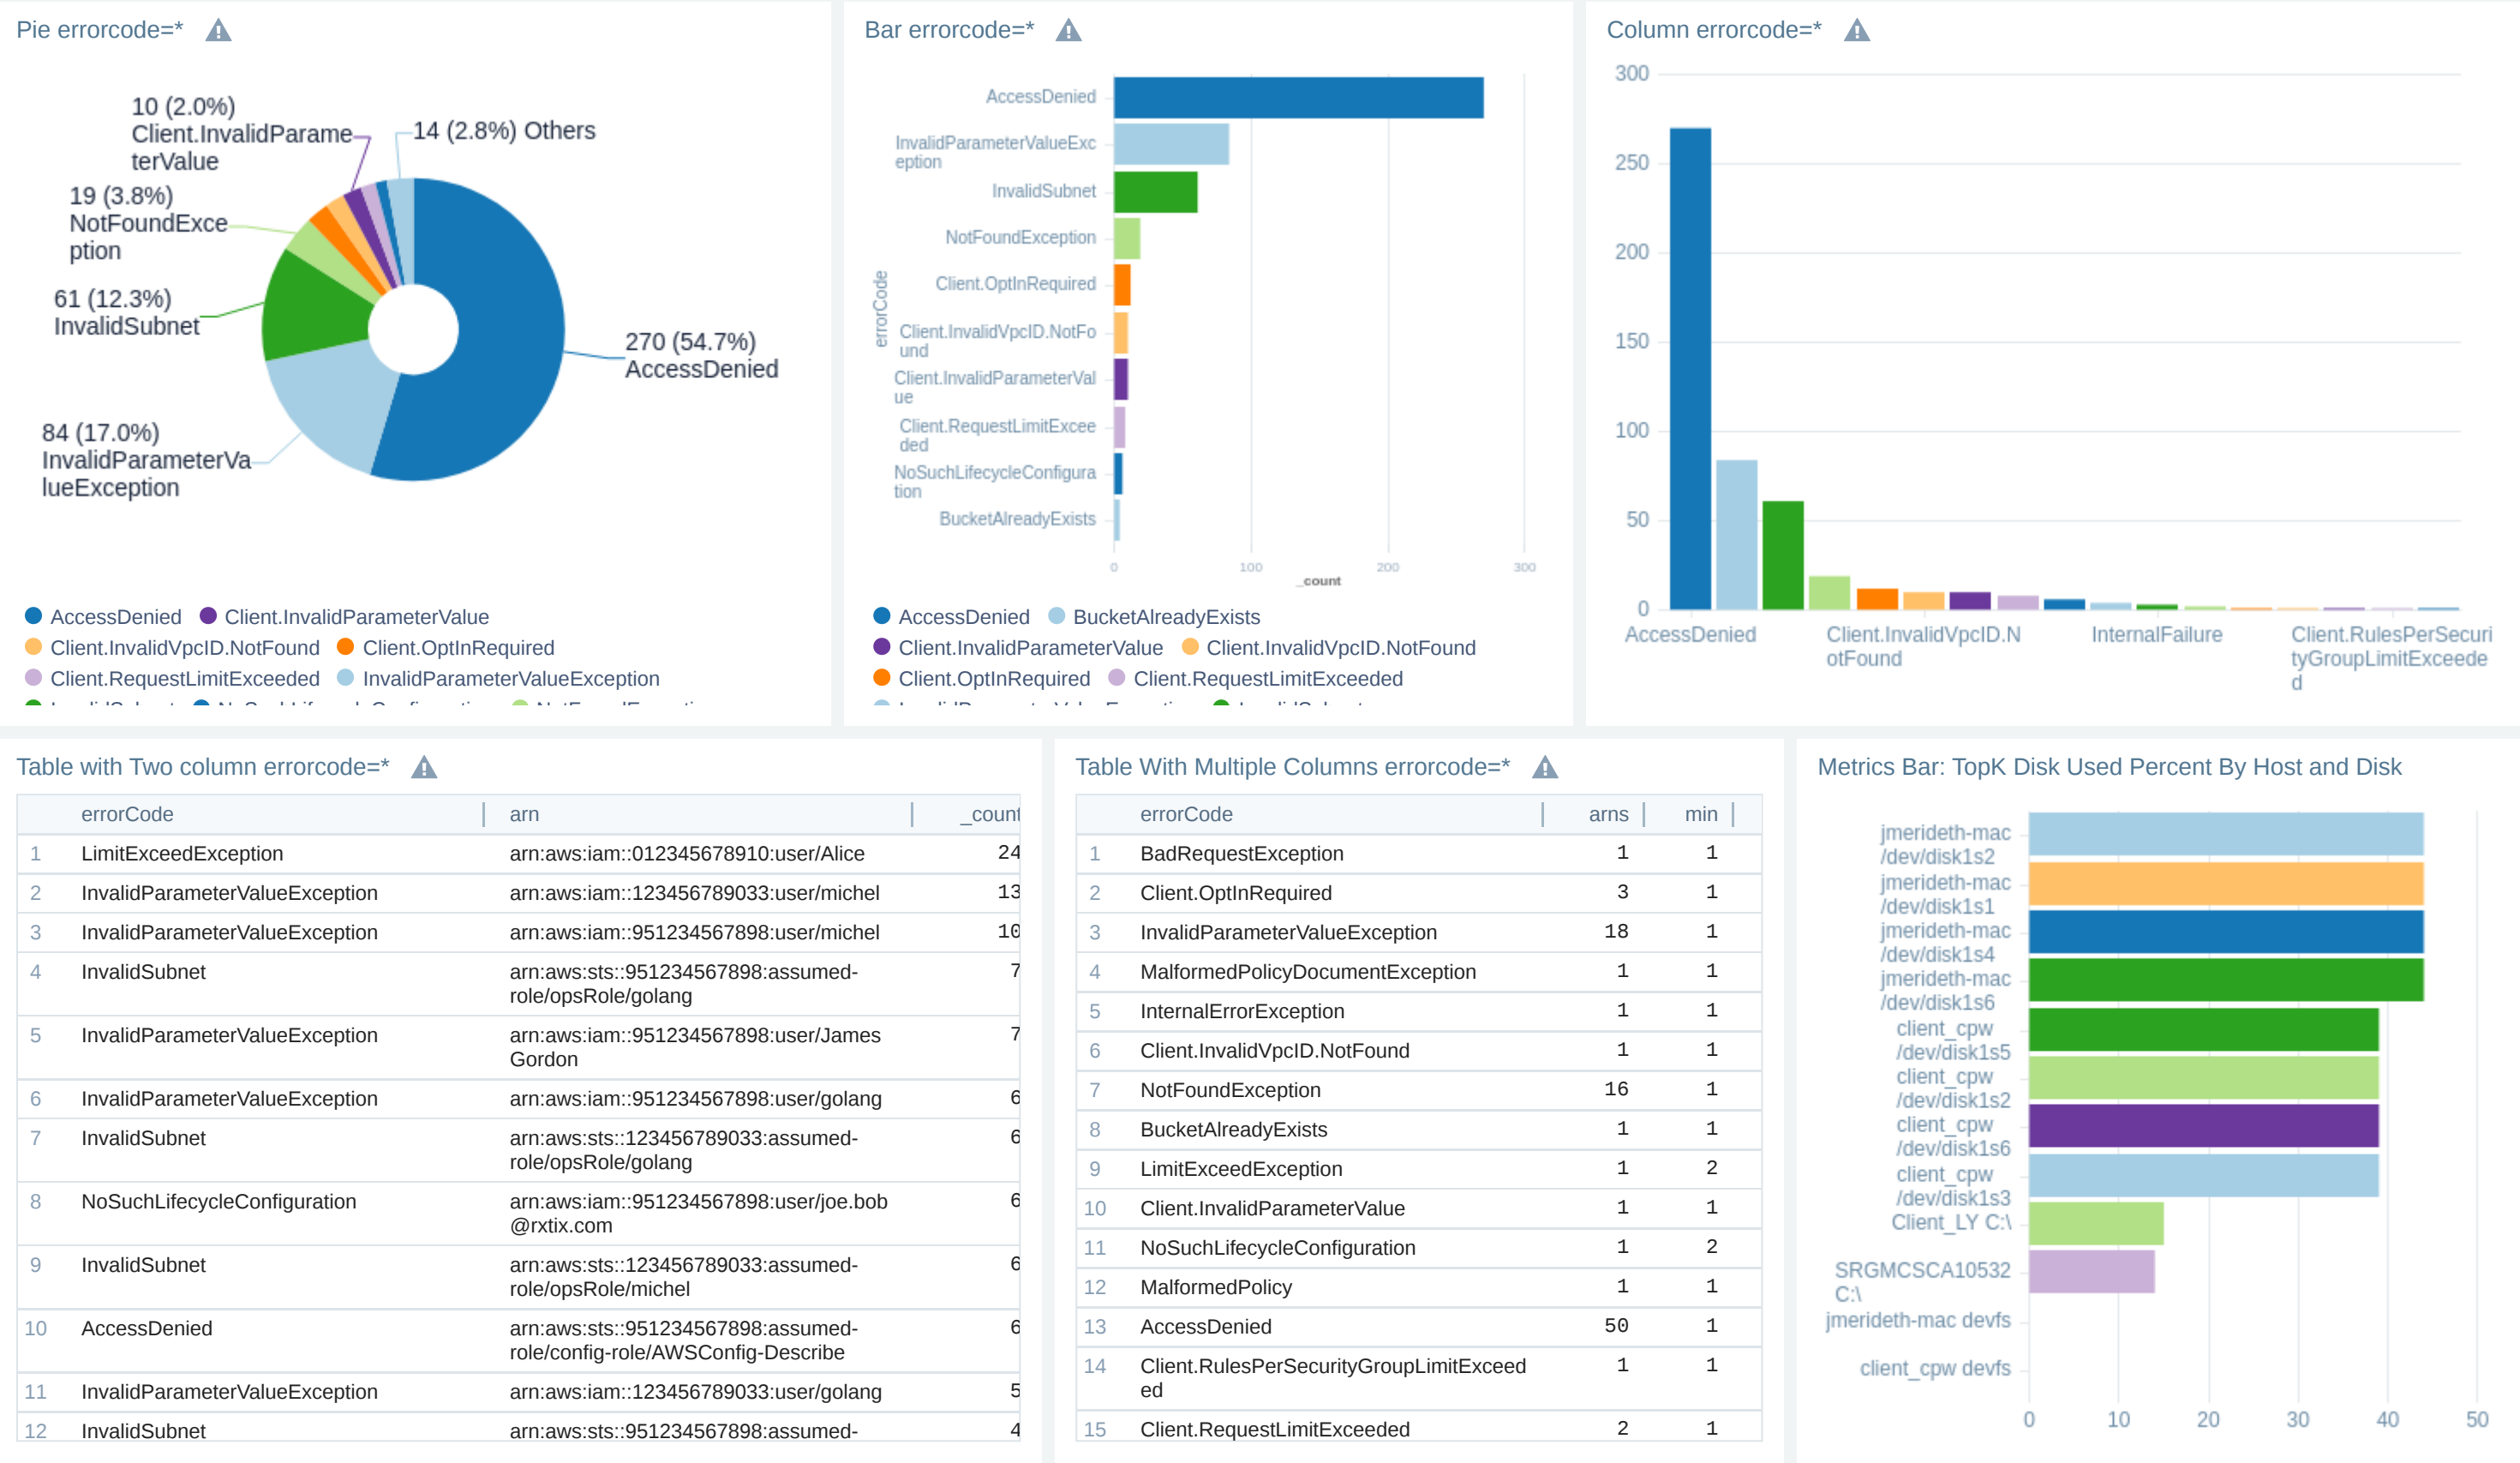 Pie errorcode=*
10 (2.0%)
Client.InvalidParame
terValue
14 (2.8%) Others
19 (3.8%)
NotFoundExce
ption
61 (12.3%)
InvalidSubnet
270 (54.7%)
AccessDenied
84 (17.0%)
InvalidParameterVa
lueException
AccessDenied Client.InvalidParameterValue
Client.InvalidVpcID.NotFound Client.OptInRequired
Client.RequestLimitExceeded InvalidParameterValueException
Bar errorcode=*
errorCode
AccessDenied
InvalidParameterValueExc
eption
InvalidSubnet
NotFoundException
Client.OptInRequired
Client.InvalidVpcID.NotFo
und
Client.InvalidParameterVal
ue
Client.RequestLimitExcee
ded
NoSuchLifecycleConfigura
tion
BucketAlreadyExists
0 100 200 300
_count
AccessDenied BucketAlreadyExists
Client.InvalidParameterValue Client.InvalidVpcID.NotFound
Client.OptInRequired Client.RequestLimitExceeded
Column errorcode=*
300
250
200
150
100
50
0
AccessDenied
Client.InvalidVpcID.N
otFound
InternalFailure
Client.RulesPerSecuri
tyGroupLimitExceede
d
Table with Two column errorcode=*
errorCode arn _count
1 LimitExceedException arn:aws:iam::012345678910:user/Alice 24
2 InvalidParameterValueException arn:aws:iam::123456789033:user/michel 13
3 InvalidParameterValueException arn:aws:iam::951234567898:user/michel 10
4 InvalidSubnet arn:aws:sts::951234567898:assumed- 7
role/opsRole/golang
5 InvalidParameterValueException arn:aws:iam::951234567898:user/James 7
Gordon
6 InvalidParameterValueException arn:aws:iam::951234567898:user/golang 6
7 InvalidSubnet arn:aws:sts::123456789033:assumed- 6
role/opsRole/golang
8 NoSuchLifecycleConfiguration arn:aws:iam::951234567898:user/joe.bob 6
@rxtix.com
9 InvalidSubnet arn:aws:sts::123456789033:assumed- 6
role/opsRole/michel
10 AccessDenied arn:aws:sts::951234567898:assumed- 6
role/config-role/AWSConfig-Describe
11 InvalidParameterValueException arn:aws:iam::123456789033:user/golang 5
12 InvalidSubnet arn:aws:sts::951234567898:assumed- 4
Table With Multiple Columns errorcode=*
errorCode arns min
1 BadRequestException 1 1
2 Client.OptInRequired 3 1
3 InvalidParameterValueException 18 1
4 MalformedPolicyDocumentException 1 1
5 InternalErrorException 1 1
6 Client.InvalidVpcID.NotFound 1 1
7 NotFoundException 16 1
8 BucketAlreadyExists 1 1
9 LimitExceedException 1 2
10 Client.InvalidParameterValue 1 1
11 NoSuchLifecycleConfiguration 1 2
12 MalformedPolicy 1 1
13 AccessDenied 50 1
14 Client.RulesPerSecurityGroupLimitExceed 1 1
ed
15 Client.RequestLimitExceeded 2 1
Metrics Bar: TopK Disk Used Percent By Host and Disk
jmerideth-mac
/dev/disk1s2
jmerideth-mac
/dev/disk1s1
jmerideth-mac
/dev/disk1s4
jmerideth-mac
/dev/disk1s6
client_cpw
/dev/disk1s5
client_cpw
/dev/disk1s2
client_cpw
/dev/disk1s6
client_cpw
/dev/disk1s3
Client_LY C:\
SRGMCSCA10532
C:\
jmerideth-mac devfs
client_cpw devfs
0 10 20 30 40 50